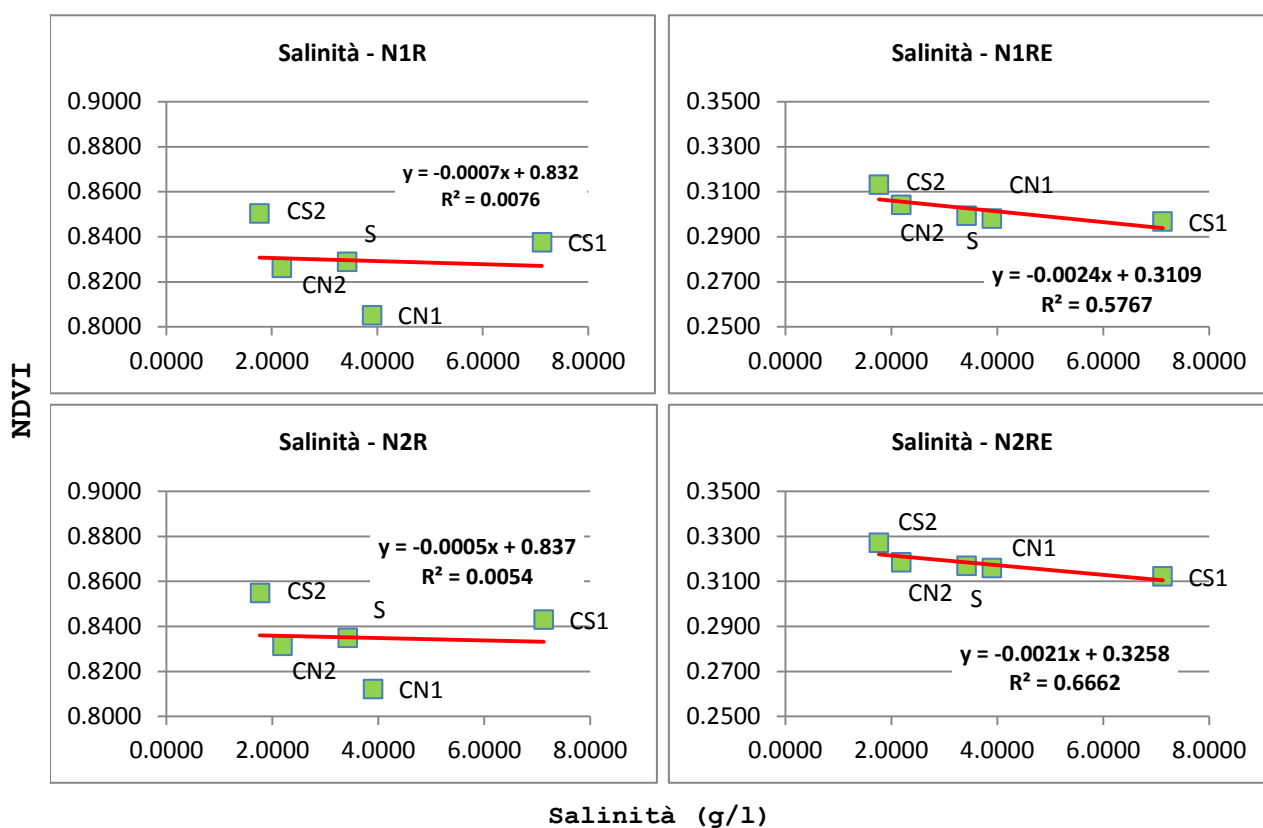 Salinità - N1R
0.9000
0.8800
0.8600
0.8400
0.8200
0.8000
0.0000 2.0000 4.0000 6.0000 8.0000
y = -0.0007x + 0.832
R² = 0.0076
CS2
S
CS1
CN2
CN1
Salinità - N1RE
0.3500
0.3300
0.3100
0.2900
0.2700
0.2500
0.0000 2.0000 4.0000 6.0000 8.0000
CS2
CN1
CS1
CN2
S
y = -0.0024x + 0.3109
R² = 0.5767
NDVI
Salinità - N2R
0.9000
0.8800
0.8600
0.8400
0.8200
0.8000
0.0000 2.0000 4.0000 6.0000 8.0000
y = -0.0005x + 0.837
R² = 0.0054
CS2
S
CS1
CN2
CN1
Salinità - N2RE
0.3500
0.3300
0.3100
0.2900
0.2700
0.2500
0.0000 2.0000 4.0000 6.0000 8.0000
CS2
CN1
CS1
CN2
S
y = -0.0021x + 0.3258
R² = 0.6662
Salinità (g/l)